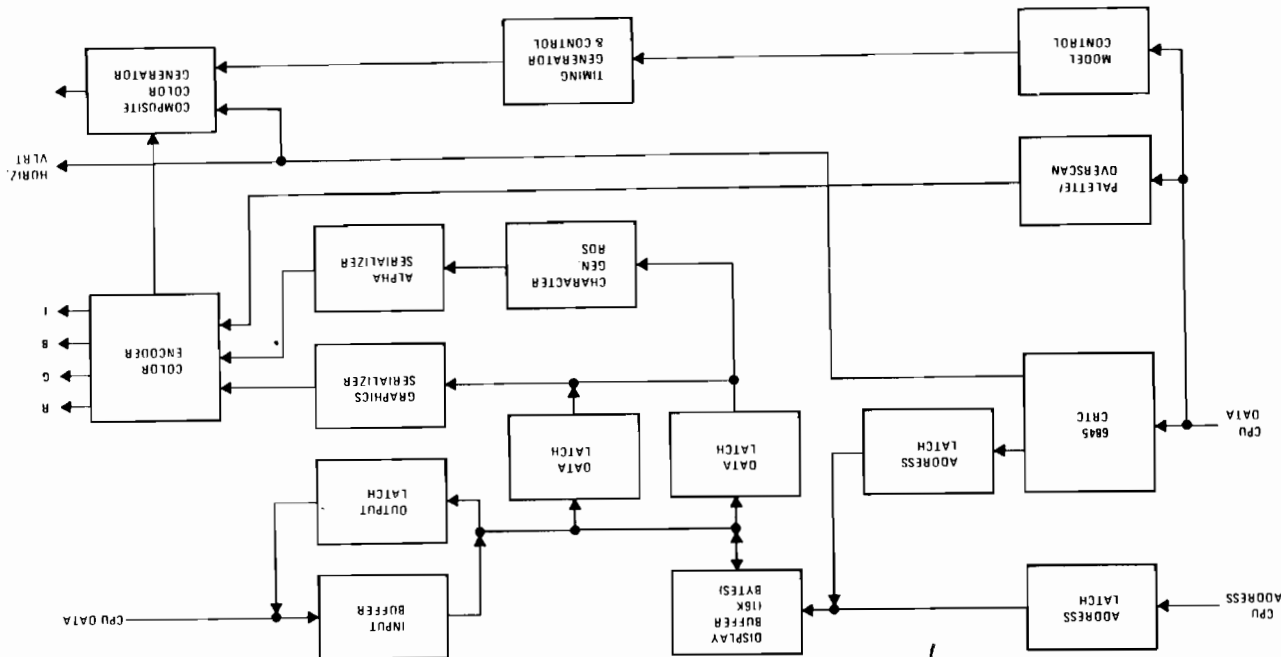 CPU
ADDRESS
ADDRESS
LATCH
DISPLAY
BUFFER
(16K
BYTES)
INPUT
BUFFER
CPU DATA
OUTPUT
LATCH
CPU
DATA
6845
CRTC
ADDRESS
LATCH
DATA
LATCH
DATA
LATCH
GRAPHICS
SERIALIZER
COLOR
ENCODER
R
G
B
I
CHARACTER
GEN.
ROS
ALPHA
SERIALIZER
PALETTE/
OVERSCAN
HORIZ.
VLRT
MODEL
CONTROL
TIMING
GENERATOR
& CONTROL
COMPOSITE
COLOR
GENERATOR